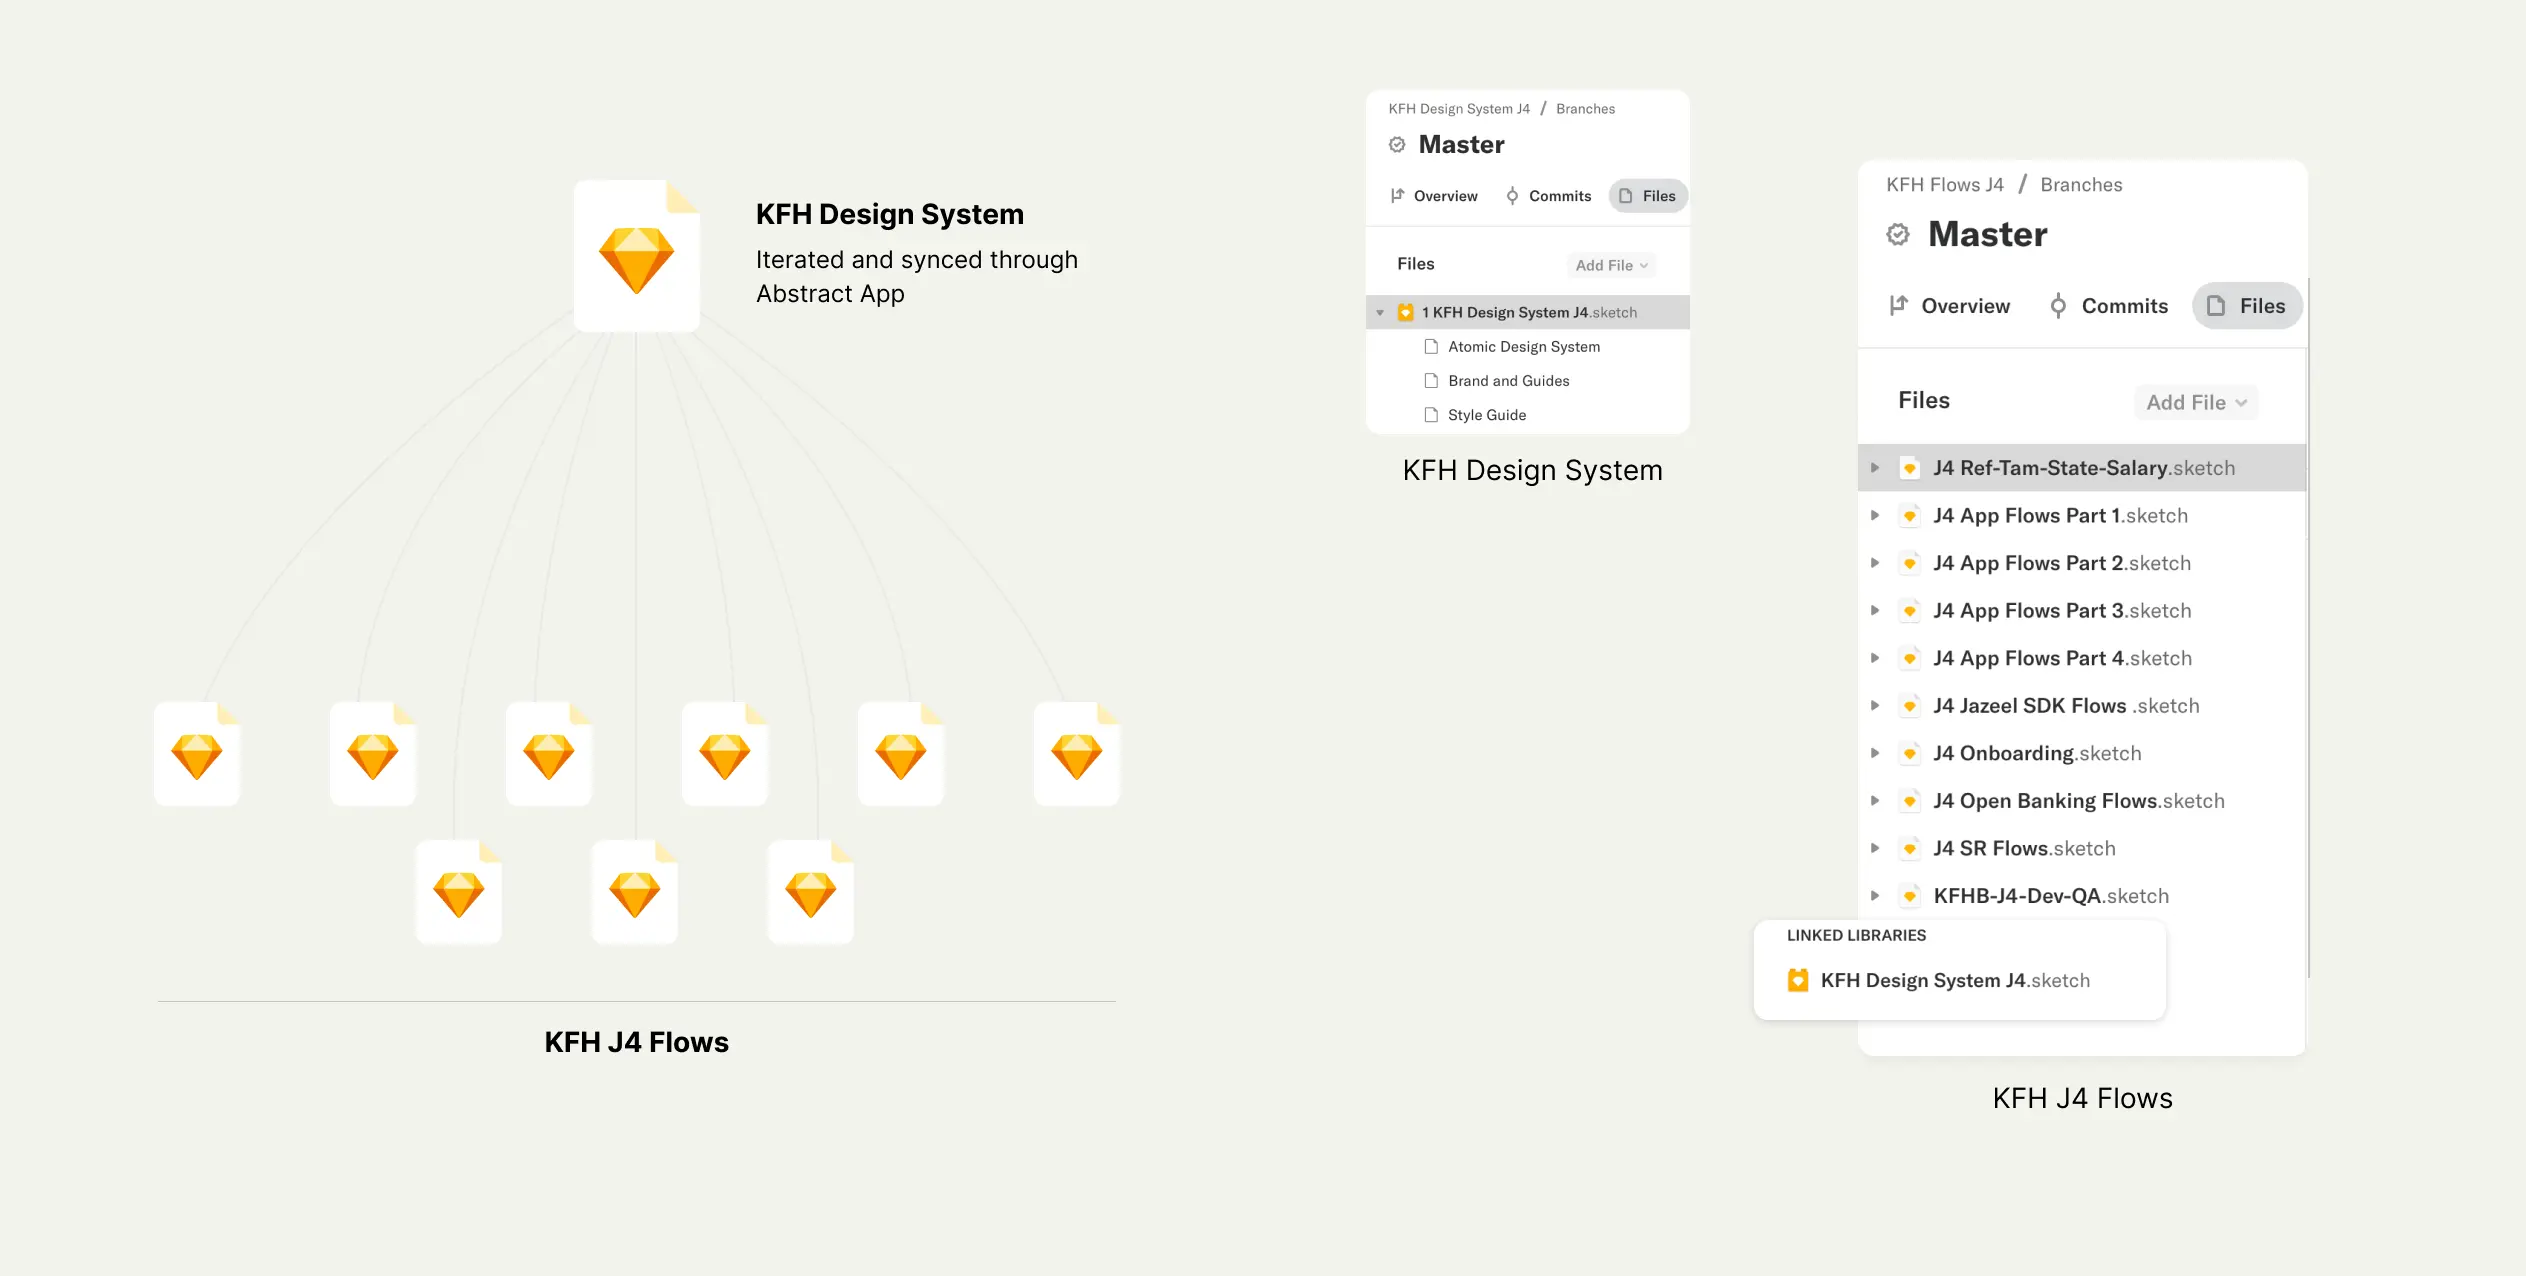 KFH Design System
Iterated and synced through
Abstract App
KFH J4 Flows
KFH Design System J4 / Branches
Master
Overview Commits Files
Files Add File
1 KFH Design System J4.sketch
Atomic Design System
Brand and Guides
Style Guide
KFH Design System
KFH Flows J4 / Branches
Master
Overview Commits Files
Files Add File
J4 Ref-Tam-State-Salary.sketch
J4 App Flows Part 1.sketch
J4 App Flows Part 2.sketch
J4 App Flows Part 3.sketch
J4 App Flows Part 4.sketch
J4 Jazeel SDK Flows .sketch
J4 Onboarding.sketch
J4 Open Banking Flows.sketch
J4 SR Flows.sketch
KFHB-J4-Dev-QA.sketch
LINKED LIBRARIES
KFH Design System J4.sketch
KFH J4 Flows